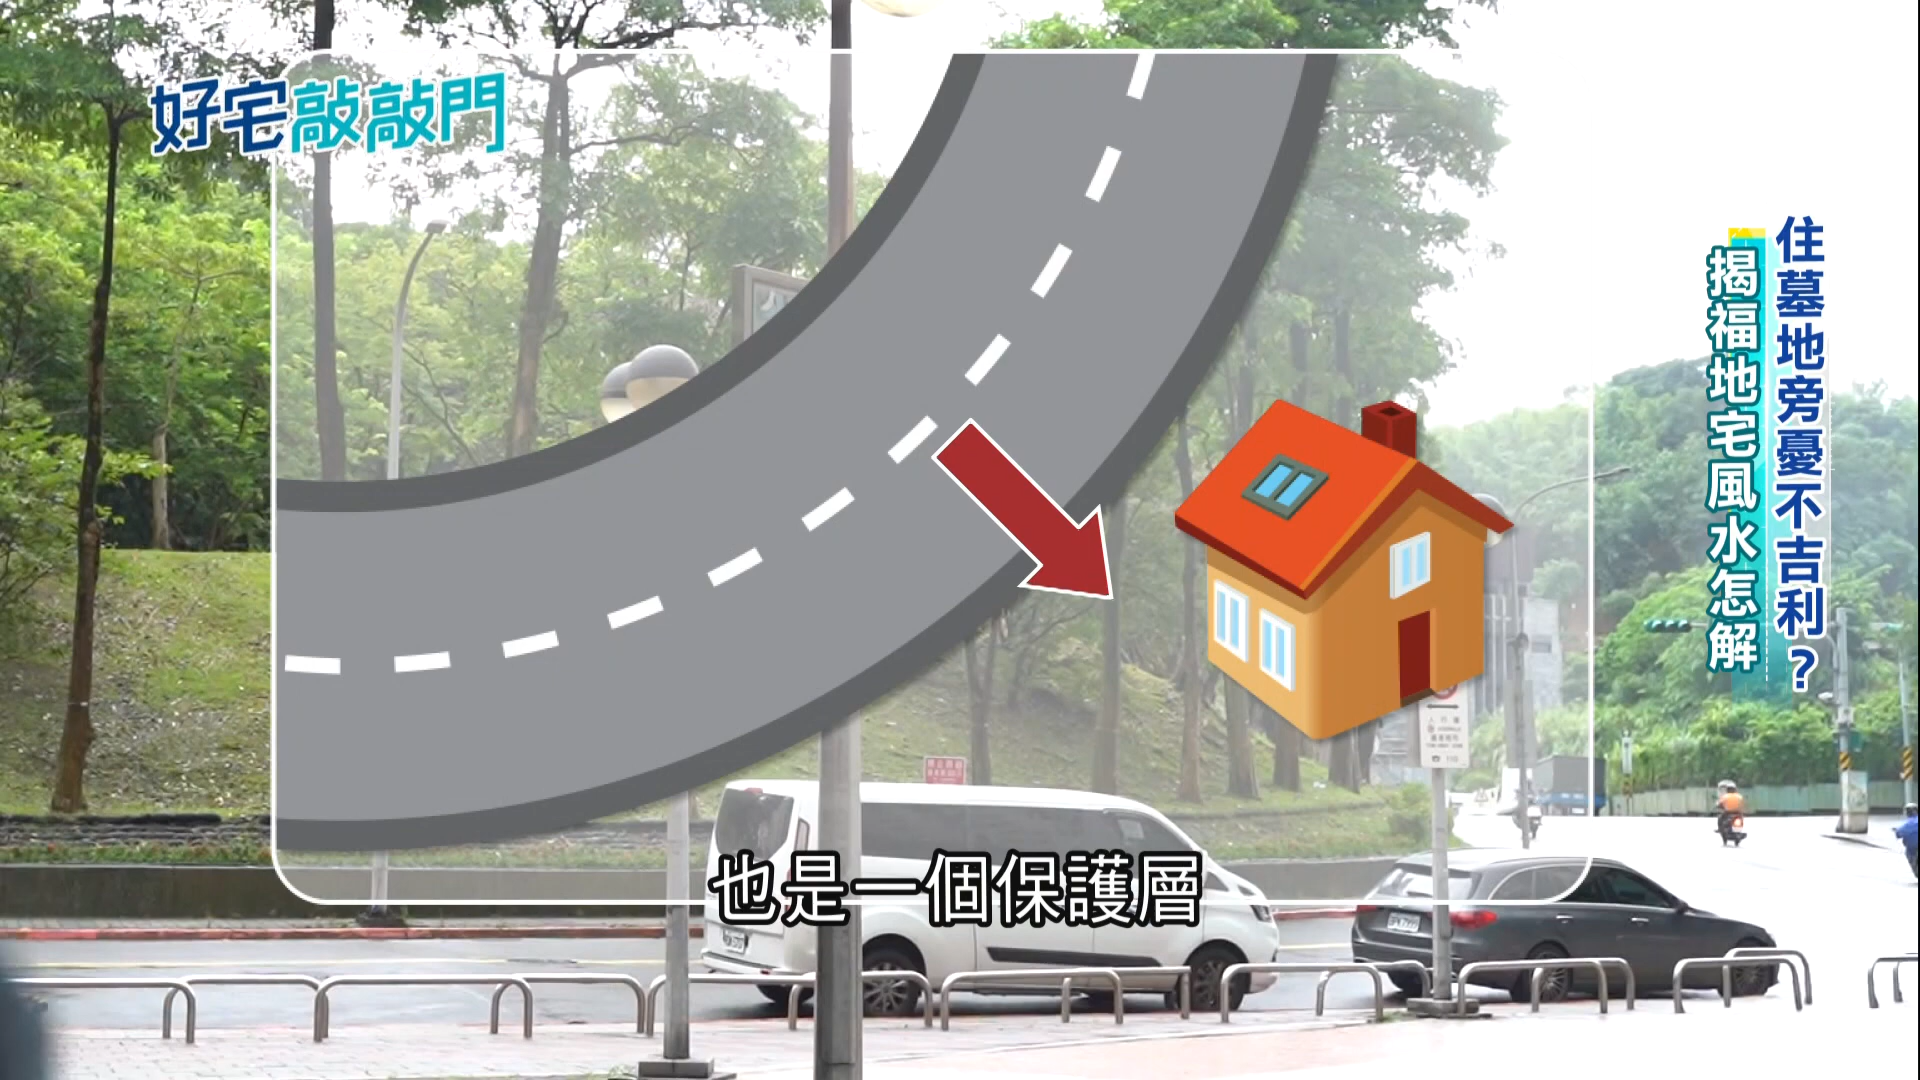 好宅敲敲門
住墓地旁憂不吉利？
揭福地宅風水怎解
也是一個保護層